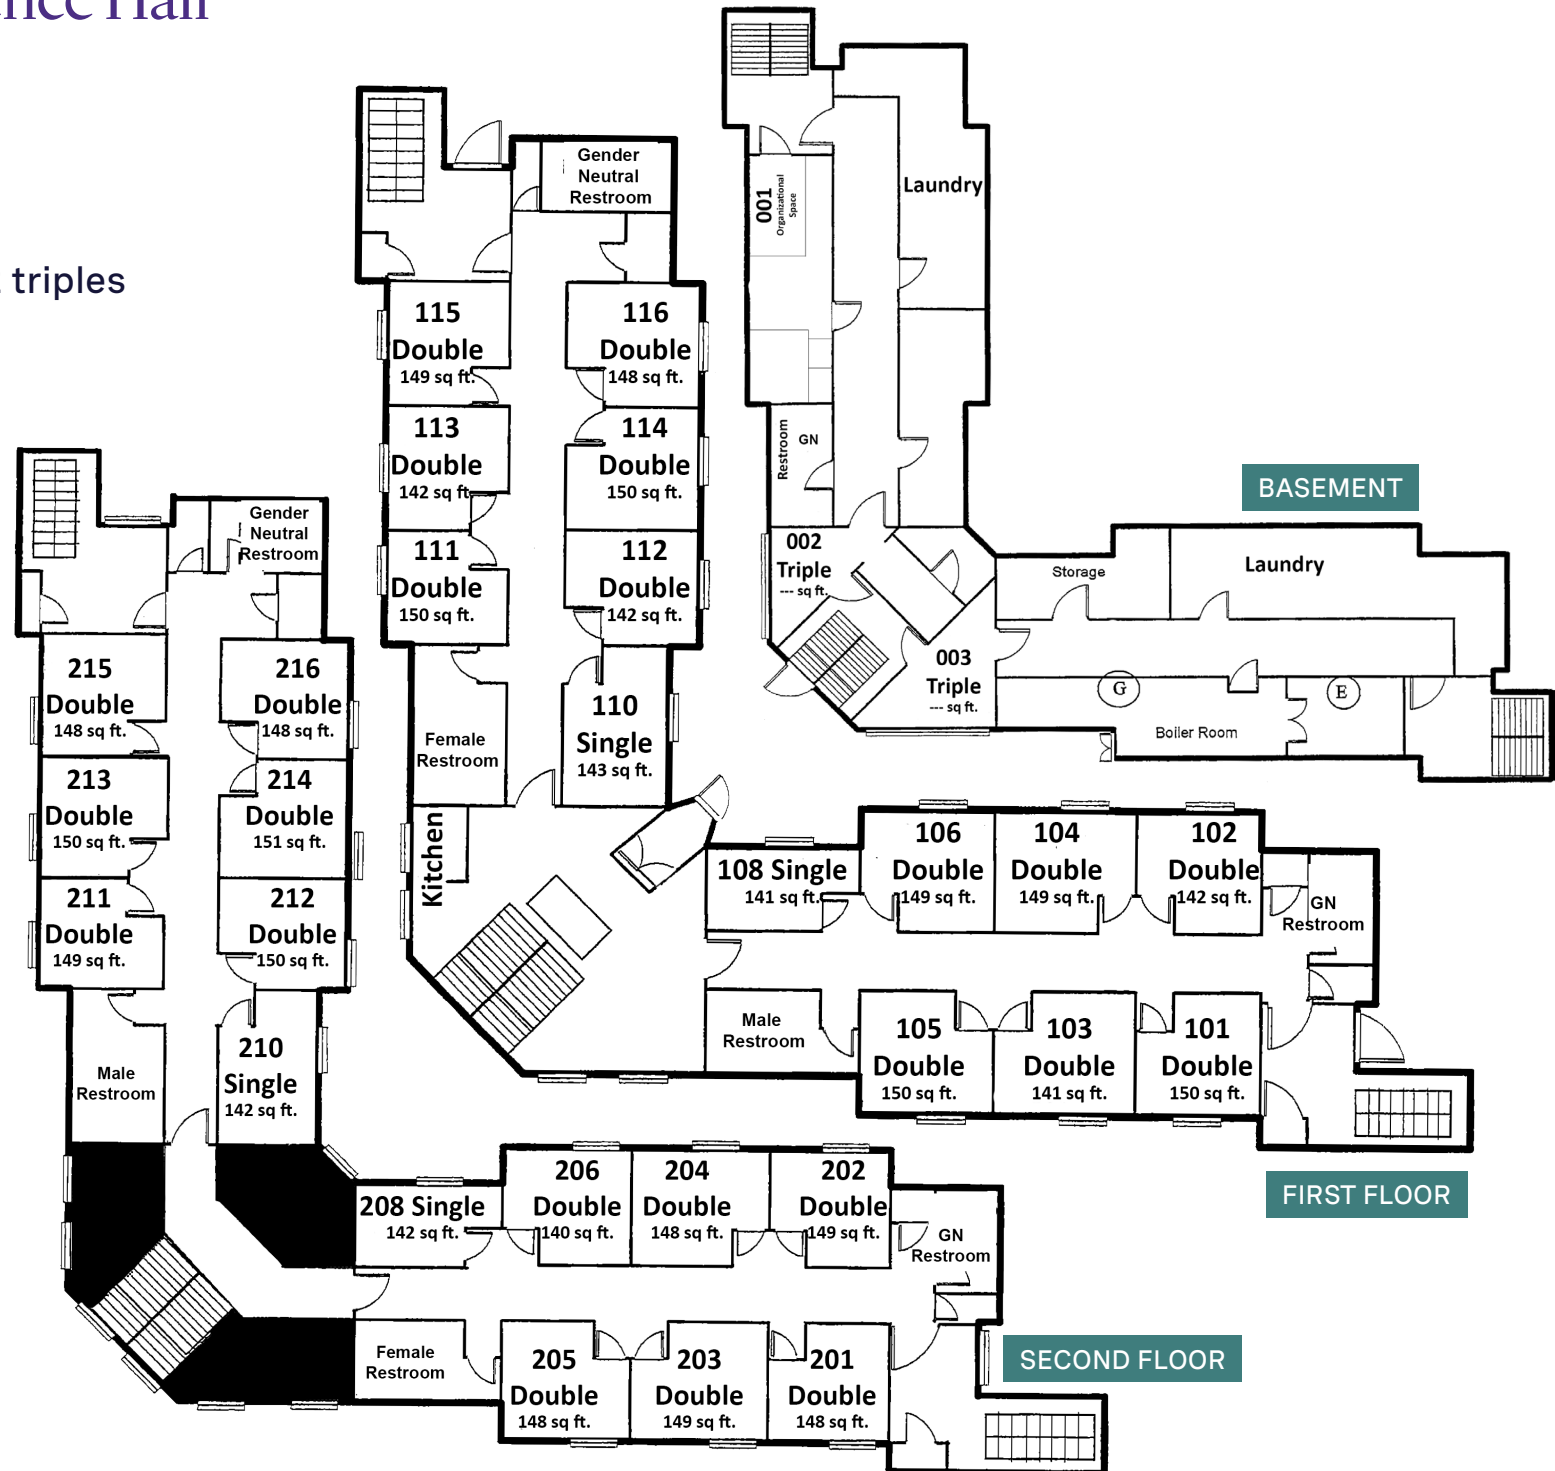 Hall
triples
001
Organizational
Space
Laundry
Restroom
GN
BASEMENT
002
Triple
--- sq ft.
003
Triple
--- sq ft.
Storage
Laundry
G
E
Boiler Room
Gender
Neutral
Restroom
115
Double
149 sq ft.
116
Double
148 sq ft.
113
Double
142 sq ft.
114
Double
150 sq ft.
111
Double
150 sq ft.
112
Double
142 sq ft.
Female
Restroom
110
Single
143 sq ft.
Kitchen
108 Single
141 sq ft.
106
Double
149 sq ft.
104
Double
149 sq ft.
102
Double
142 sq ft.
GN
Restroom
Male
Restroom
105
Double
150 sq ft.
103
Double
141 sq ft.
101
Double
150 sq ft.
FIRST FLOOR
Gender
Neutral
Restroom
215
Double
148 sq ft.
216
Double
148 sq ft.
213
Double
150 sq ft.
214
Double
151 sq ft.
211
Double
149 sq ft.
212
Double
150 sq ft.
Male
Restroom
210
Single
142 sq ft.
208 Single
142 sq ft.
206
Double
140 sq ft.
204
Double
148 sq ft.
202
Double
149 sq ft.
GN
Restroom
Female
Restroom
205
Double
148 sq ft.
203
Double
149 sq ft.
201
Double
148 sq ft.
SECOND FLOOR